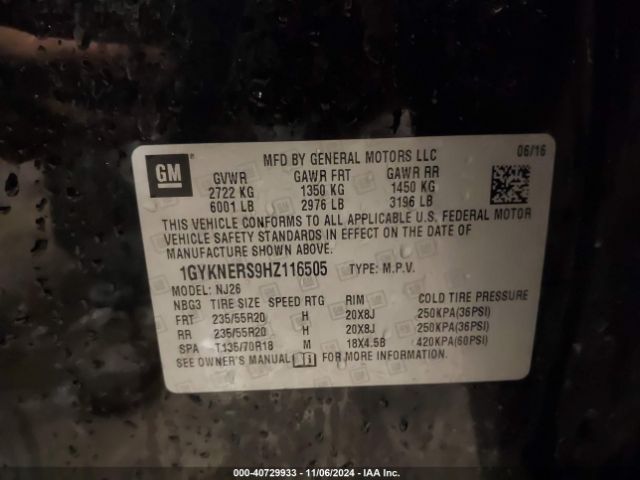 MFD BY GENERAL MOTORS LLC 06/16
GM
GVWR GAWR FRT GAWR RR
2722 KG 1350 KG 1450 KG
6001 LB 2976 LB 3196 LB
THIS VEHICLE CONFORMS TO ALL APPLICABLE U.S. FEDERAL MOTOR
VEHICLE SAFETY STANDARDS IN EFFECT ON THE DATE OF
MANUFACTURE SHOWN ABOVE.
1GYKNERS9HZ116505 TYPE: M.P.V.
MODEL: NJ26
NBG3 TIRE SIZE SPEED RTG RIM COLD TIRE PRESSURE
FRT 235/55R20 H 20X8J 250KPA(36PSI)
RR 235/55R20 H 20X8J 250KPA(36PSI)
SPA T135/70R18 M 18X4.5B 420KPA(60PSI)
SEE OWNER'S MANUAL FOR MORE INFORMATION.
000-40729933 - 11/06/2024 - IAA Inc.